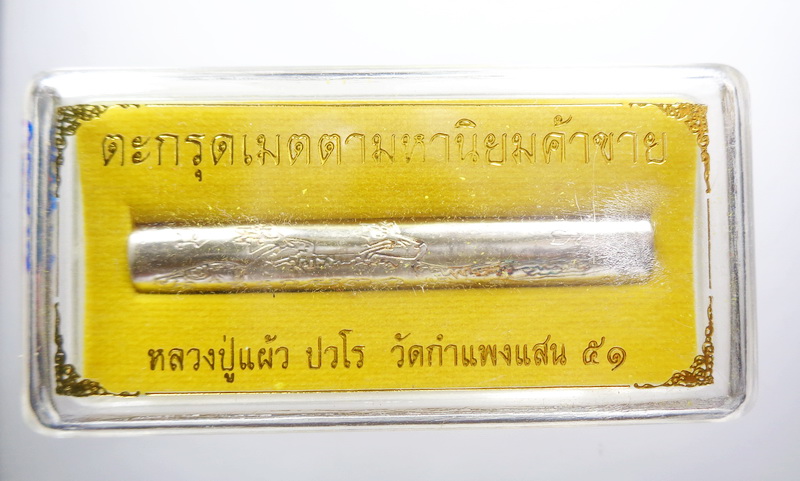 ตะกรุดเมตตามหานิยมค้าขาย
หลวงปู่แผ้ว ปวโร วัดกำแพงแสน ๕๑